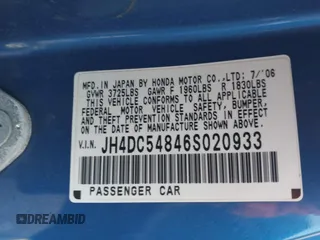 MFD. IN JAPAN BY HONDA MOTOR CO.,LTD; 7/'06
GVWR 3725LBS GAWR F 1960LBS R 1830LBS
THIS VEHICLE CONFORMS TO ALL APPLICABLE
FEDERAL MOTOR VEHICLE SAFETY, BUMPER,
AND THEFT PREVENTION STANDARDS IN EFFECT
ON THE DATE OF MANUFACTURE SHOWN ABOVE.
V.I.N. JH4DC54846S020933
PASSENGER CAR
DREAMBID